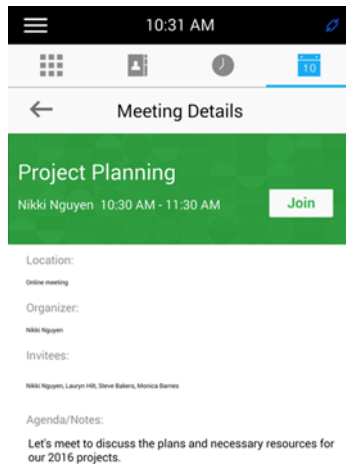 10:31 AM
10
Meeting Details
Project Planning
Nikki Nguyen 10:30 AM - 11:30 AM
Join
Location:
Online meeting
Organizer:
Nikki Nguyen
Invitees:
Nikki Nguyen, Lauryn Hilt, Steve Bakers, Monica Barnes
Agenda/Notes:
Let's meet to discuss the plans and necessary resources for
our 2016 projects.